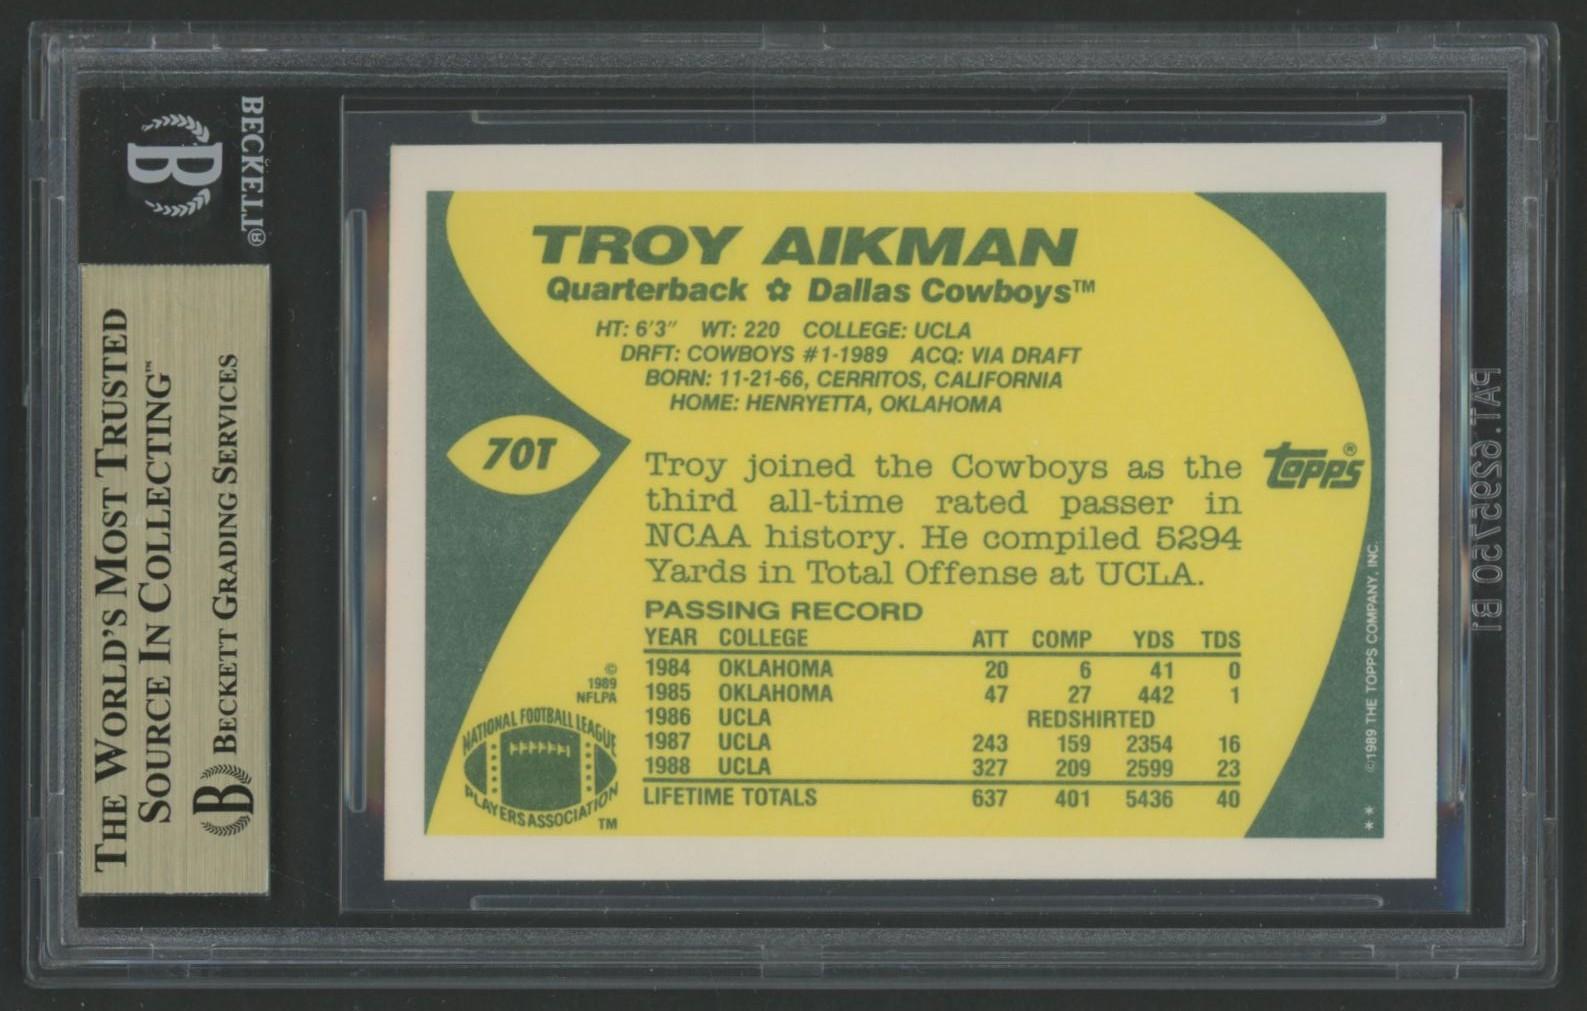 BECKETT®
B
THE WORLD'S MOST TRUSTED
SOURCE IN COLLECTING™
B BECKETT GRADING SERVICES
TROY AIKMAN
Quarterback ✿ Dallas Cowboys™
HT: 6'3" WT: 220 COLLEGE: UCLA
DRFT: COWBOYS #1-1989 ACQ: VIA DRAFT
BORN: 11-21-66, CERRITOS, CALIFORNIA
HOME: HENRYETTA, OKLAHOMA
70T
topps®
Troy joined the Cowboys as the
third all-time rated passer in
NCAA history. He compiled 5294
Yards in Total Offense at UCLA.
PASSING RECORD
YEAR COLLEGE ATT COMP YDS TDS
1984 OKLAHOMA 20 6 41 0
1985 OKLAHOMA 47 27 442 1
1986 UCLA REDSHIRTED
1987 UCLA 243 159 2354 16
1988 UCLA 327 209 2599 23
LIFETIME TOTALS 637 401 5436 40
©
1989
NFLPA
NATIONAL FOOTBALL LEAGUE
PLAYERS ASSOCIATION
TM
©1989 THE TOPPS COMPANY, INC.
**
PAT. 6295750 B1